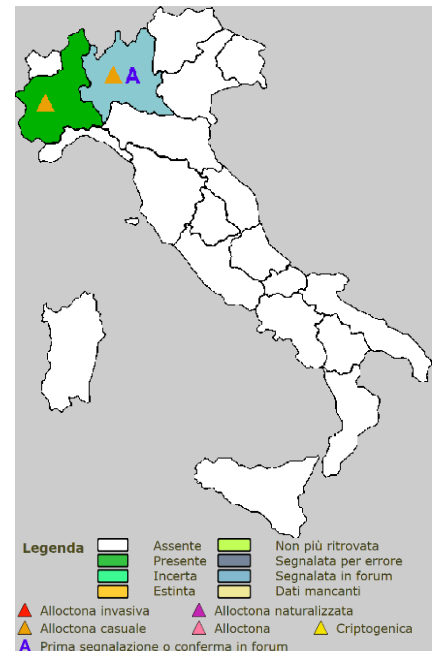 A
Legenda
Assente Non più ritrovata
Presente Segnalata per errore
Incerta Segnalata in forum
Estinta Dati mancanti
Alloctona invasiva Alloctona naturalizzata
Alloctona casuale Alloctona Criptogenica
A Prima segnalazione o conferma in forum